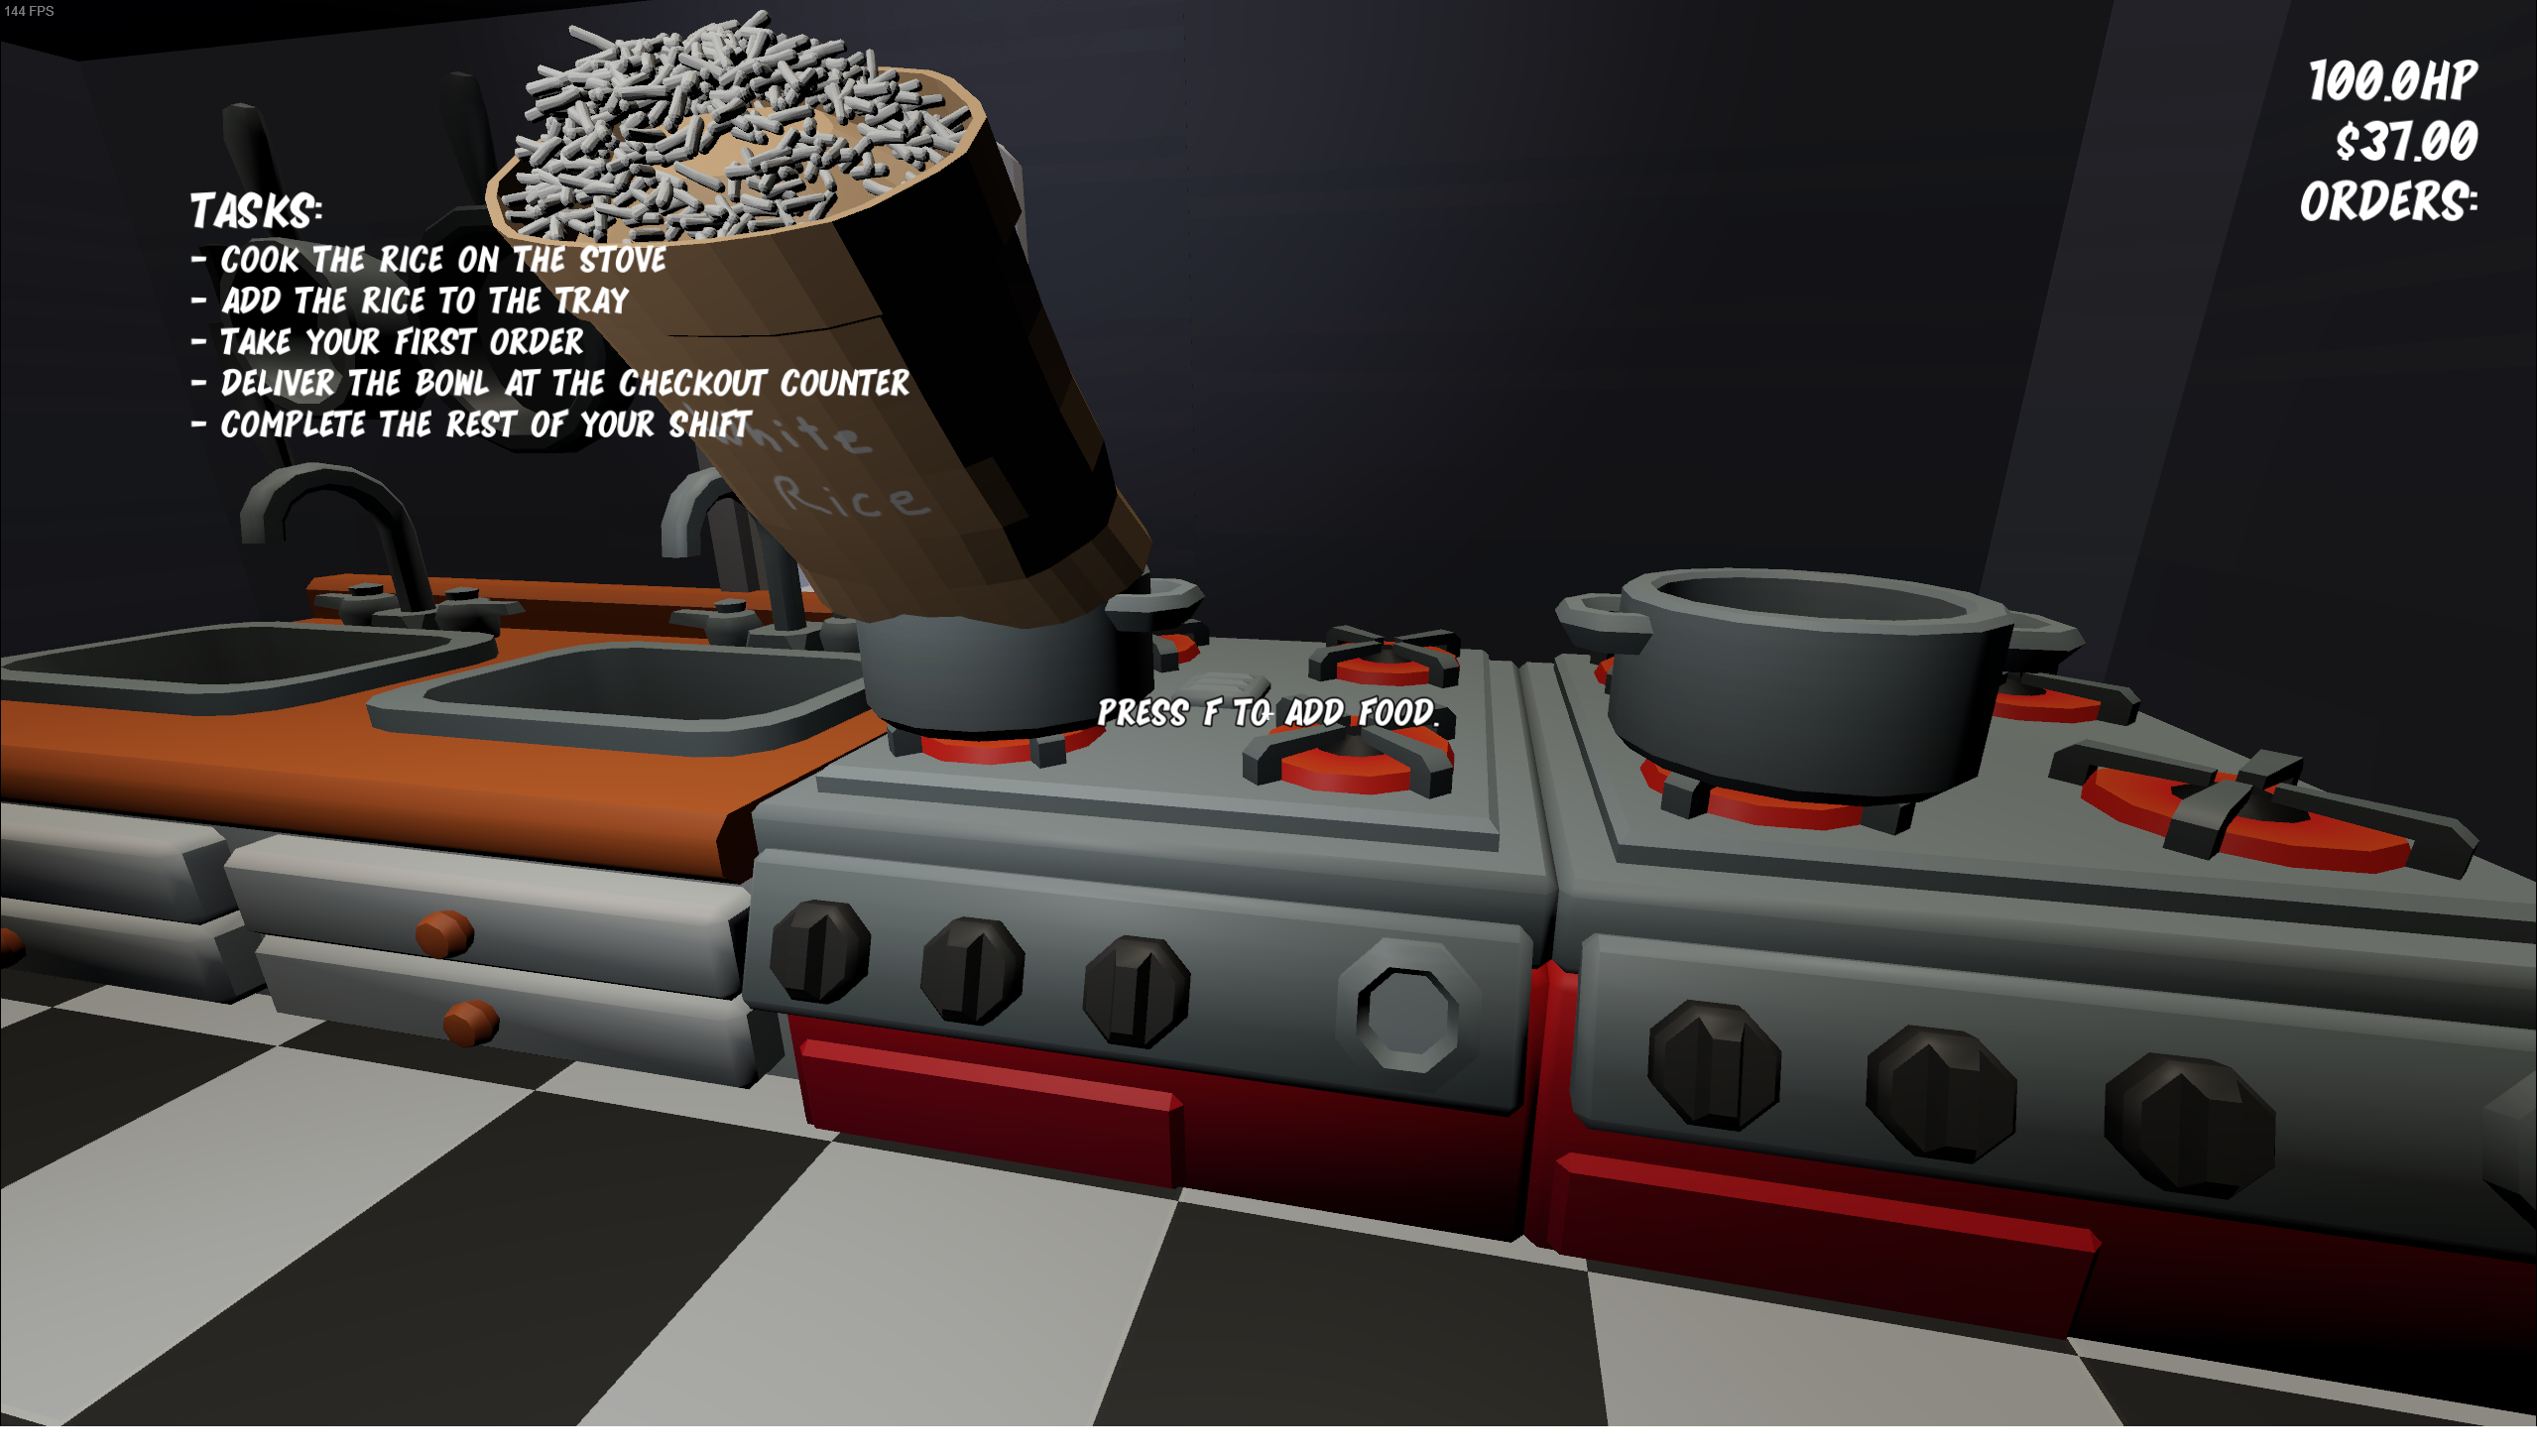 144 FPS
100.0HP
$37.00
ORDERS:
TASKS:
- COOK THE RICE ON THE STOVE
- ADD THE RICE TO THE TRAY
- TAKE YOUR FIRST ORDER
- DELIVER THE BOWL AT THE CHECKOUT COUNTER
- COMPLETE THE REST OF YOUR SHIFT
White
Rice
PRESS F TO ADD FOOD.